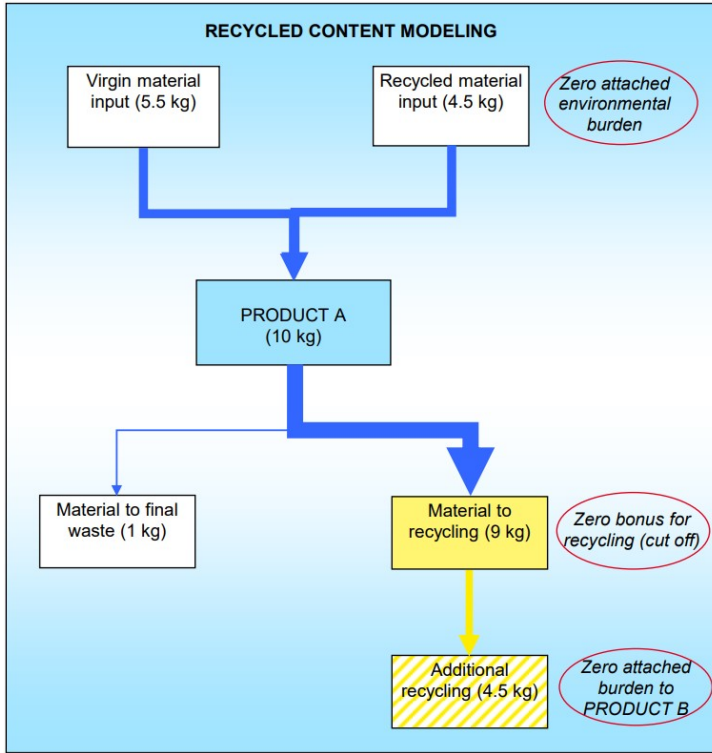 RECYCLED CONTENT MODELING
Virgin material
input (5.5 kg)
Recycled material
input (4.5 kg)
Zero attached
environmental
burden
PRODUCT A
(10 kg)
Material to final
waste (1 kg)
Material to
recycling (9 kg)
Zero bonus for
recycling (cut off)
Additional
recycling (4.5 kg)
Zero attached
burden to
PRODUCT B